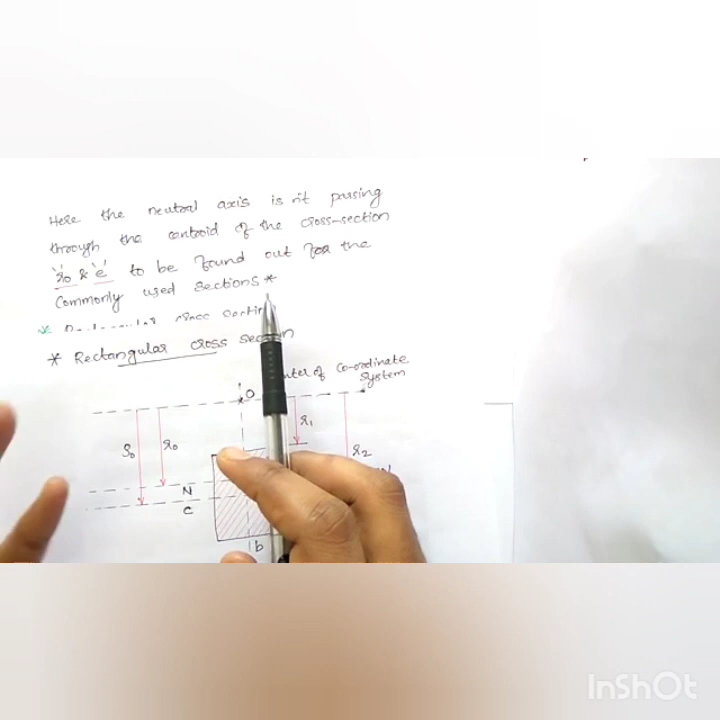 Here the neutral axis is n't passing
through the centroid of the cross-section
'r₀' & 'e' to be found out for the
commonly used sections *
* Rectangular cross section
O
center of co-ordinate
system
r₁
r₂
ρ₀
r₀
N
C
b
InShOt